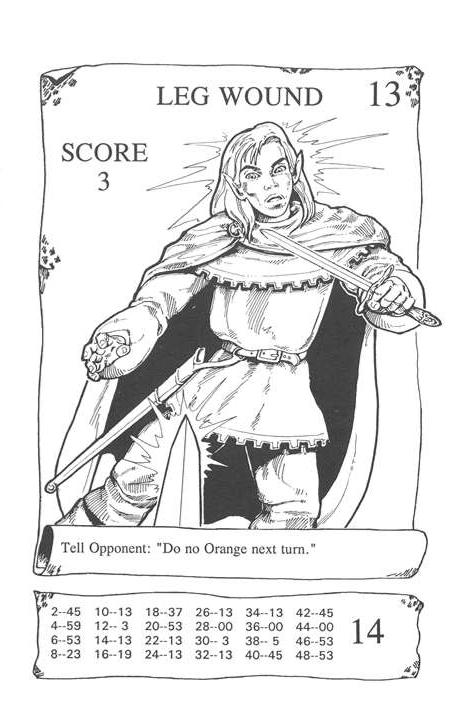 LEG WOUND 13
SCORE
3
Tell Opponent: "Do no Orange next turn."
2--45 10--13 18--37 26--13 34--13 42--45
4--59 12-- 3 20--53 28--00 36--00 44--00
6--53 14--13 22--13 30-- 3 38-- 5 46--53
8--23 16--19 24--13 32--13 40--45 48--53
14